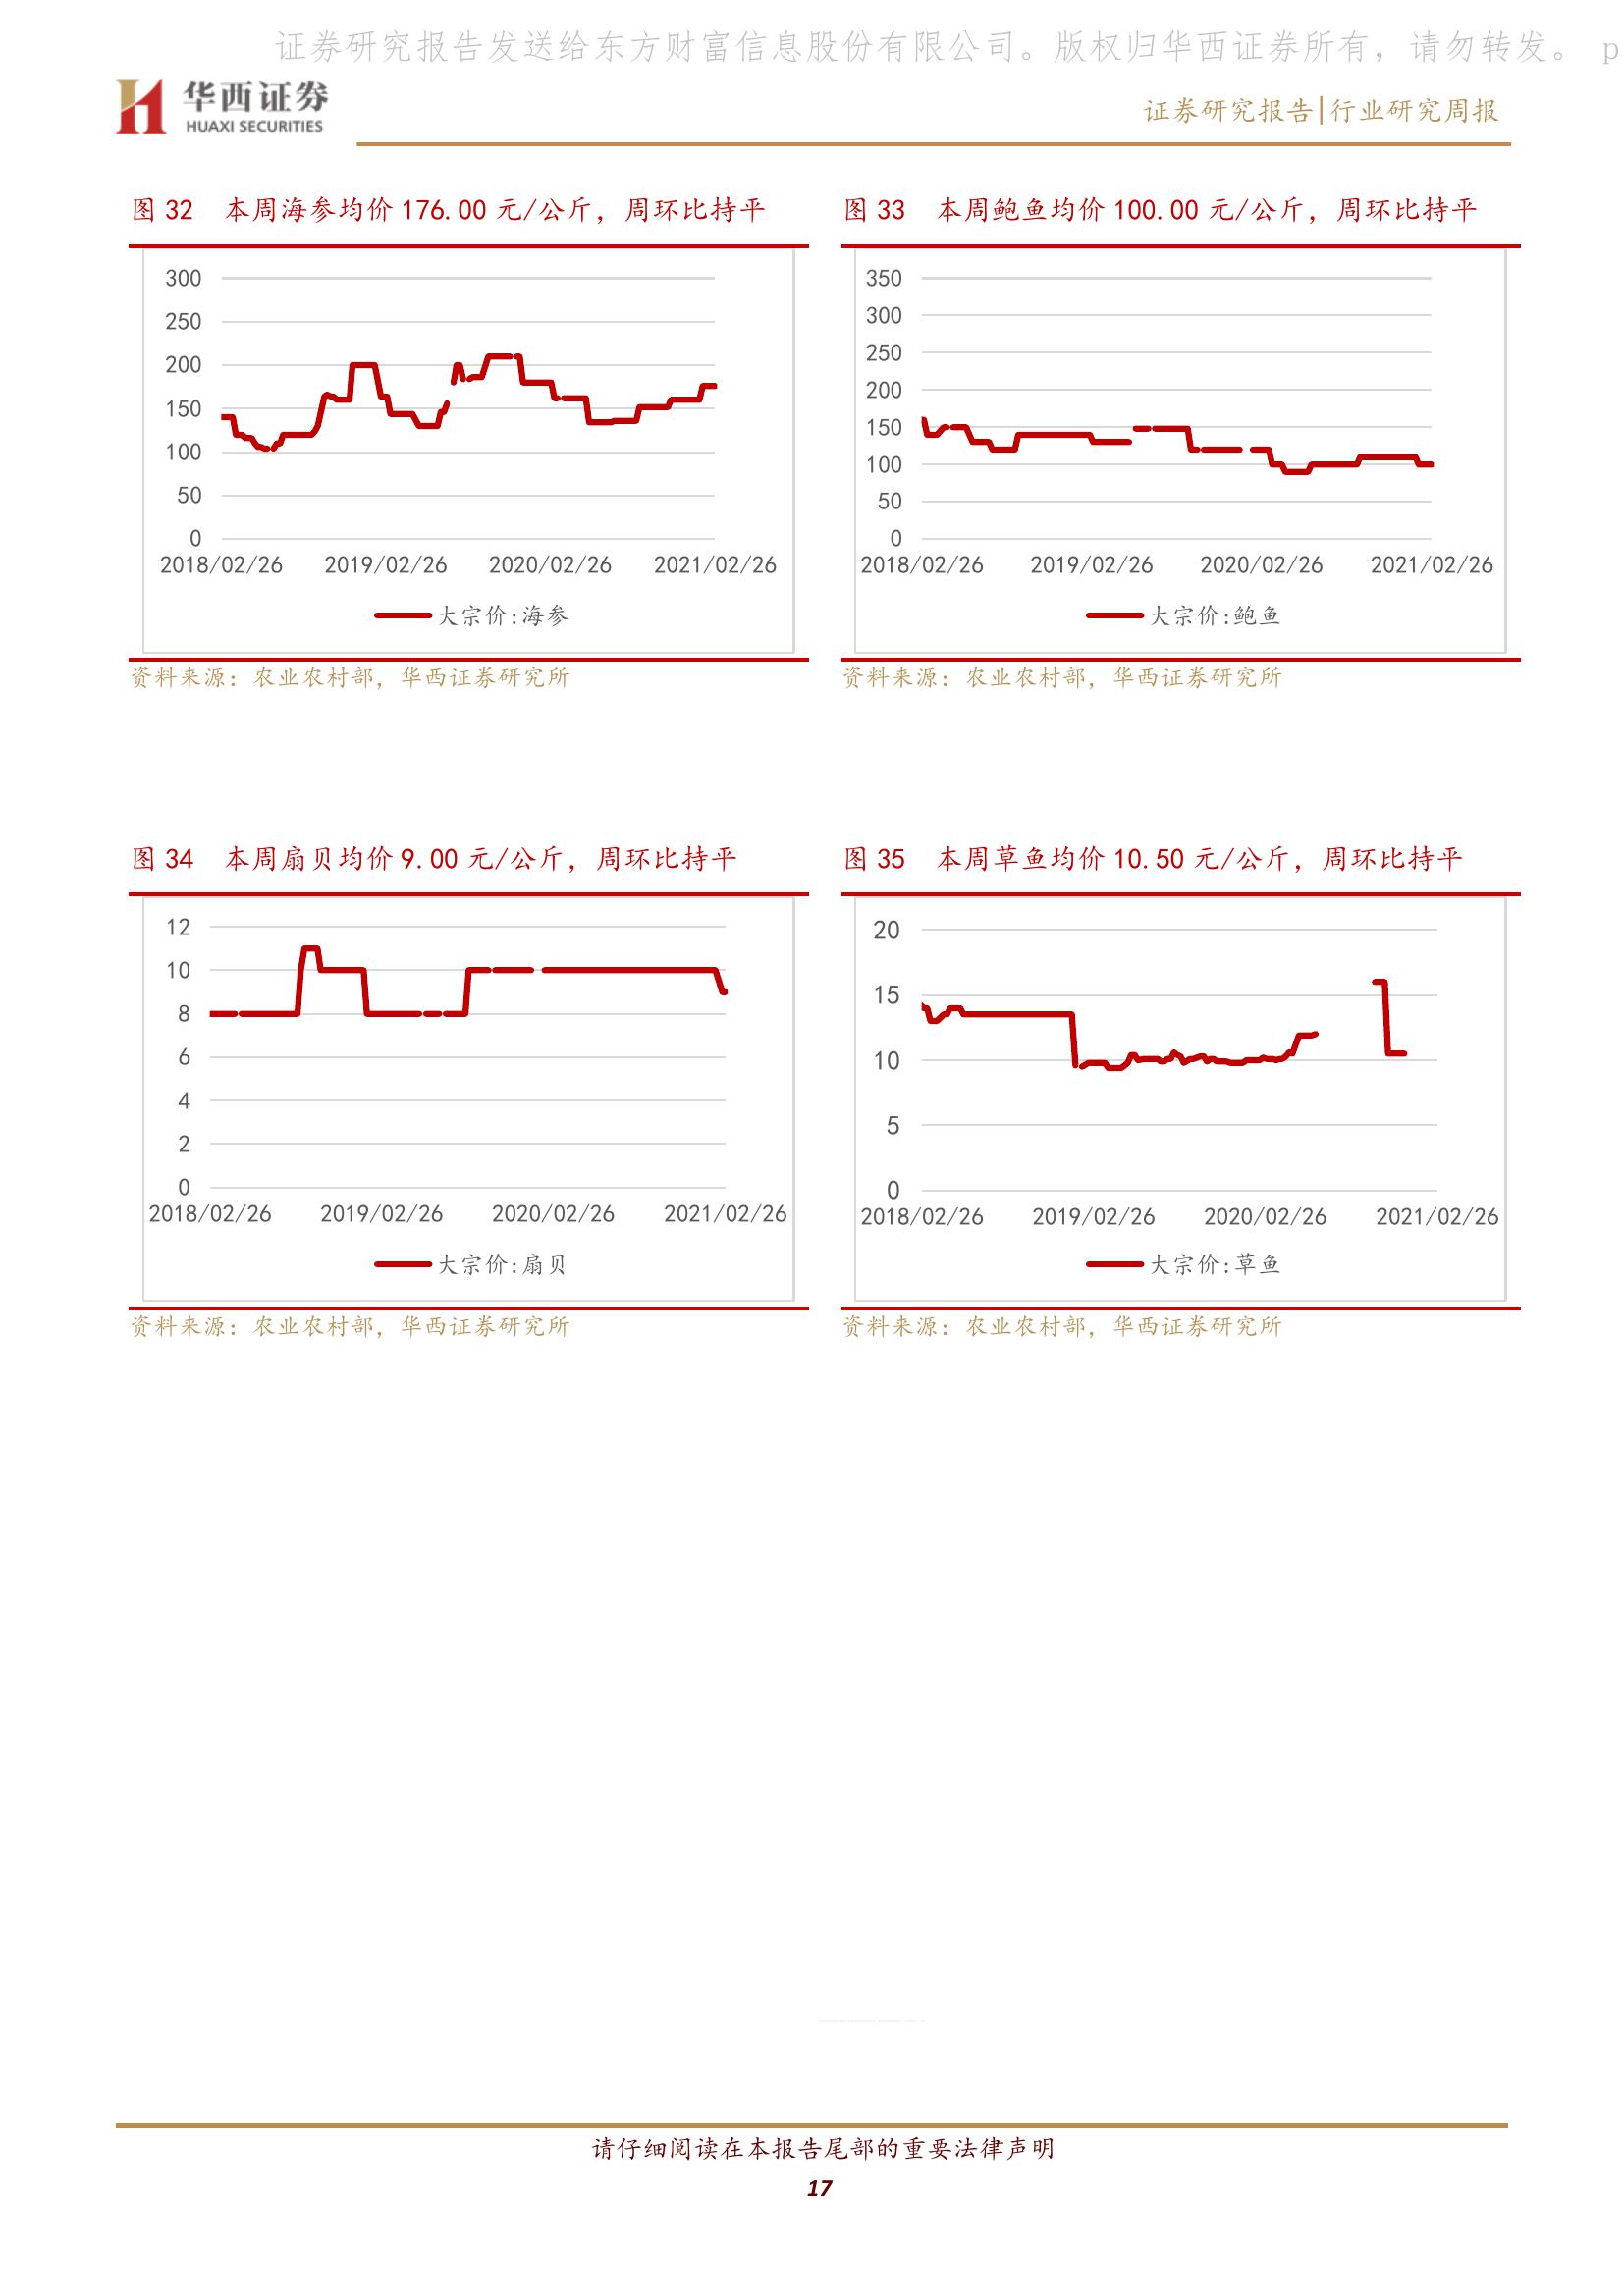 证券研究报告发送给东方财富信息股份有限公司。版权归华西证券所有，请勿转发。 p
华西证券
HUAXI SECURITIES
证券研究报告|行业研究周报
图 32 本周海参均价 176.00 元/公斤，周环比持平
300
250
200
150
100
50
0
2018/02/26 2019/02/26 2020/02/26 2021/02/26
大宗价:海参
资料来源：农业农村部，华西证券研究所
图 33 本周鲍鱼均价 100.00 元/公斤，周环比持平
350
300
250
200
150
100
50
0
2018/02/26 2019/02/26 2020/02/26 2021/02/26
大宗价:鲍鱼
资料来源：农业农村部，华西证券研究所
图 34 本周扇贝均价 9.00 元/公斤，周环比持平
12
10
8
6
4
2
0
2018/02/26 2019/02/26 2020/02/26 2021/02/26
大宗价:扇贝
资料来源：农业农村部，华西证券研究所
图 35 本周草鱼均价 10.50 元/公斤，周环比持平
20
15
10
5
0
2018/02/26 2019/02/26 2020/02/26 2021/02/26
大宗价:草鱼
资料来源：农业农村部，华西证券研究所
请仔细阅读在本报告尾部的重要法律声明
17